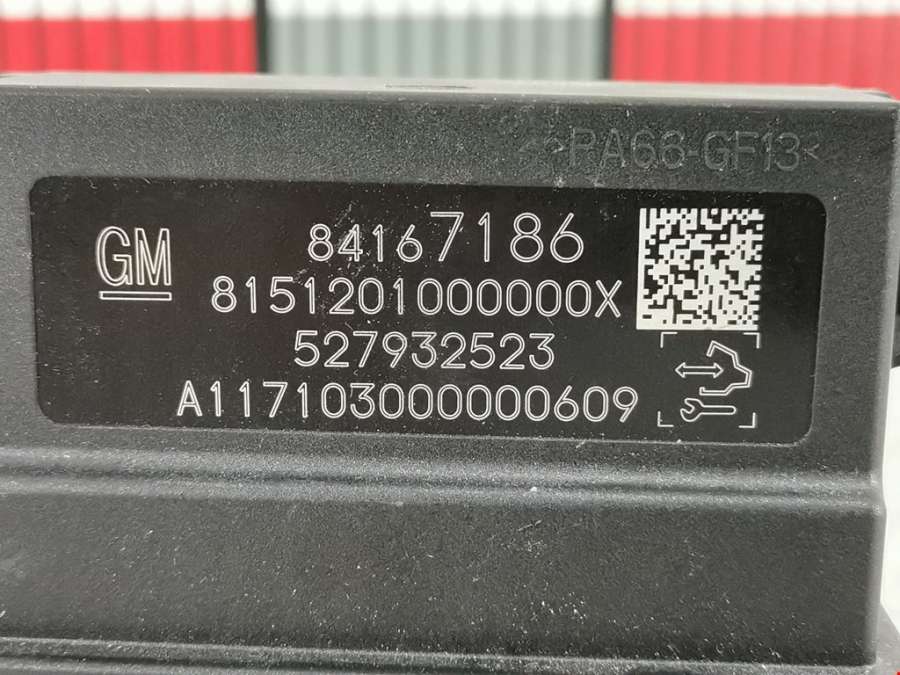 >PA66-GF13<
GM
84167186
8151201000000X
527932523
A117103000000609